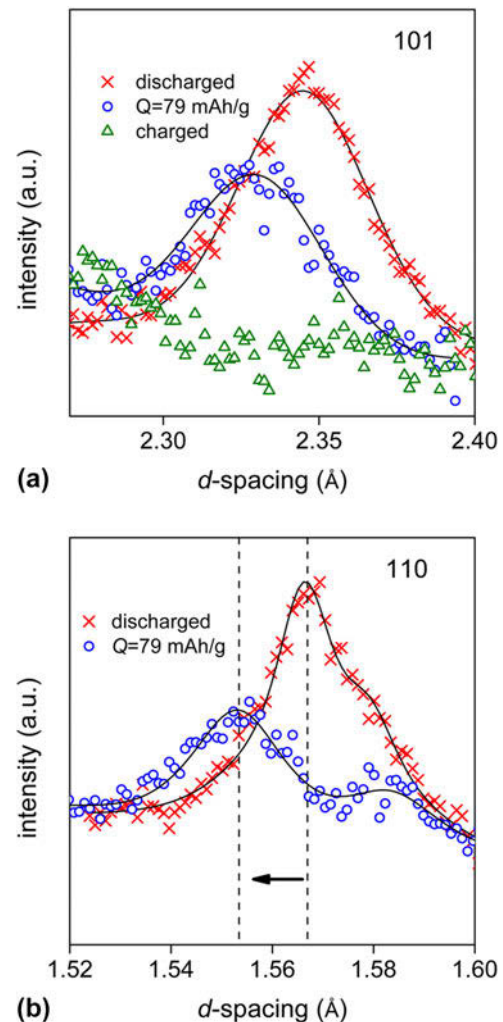 101
discharged
Q=79 mAh/g
charged
intensity (a.u.)
2.30 2.35 2.40
(a)
d-spacing (Å)
110
discharged
Q=79 mAh/g
intensity (a.u.)
1.52 1.54 1.56 1.58 1.60
(b)
d-spacing (Å)